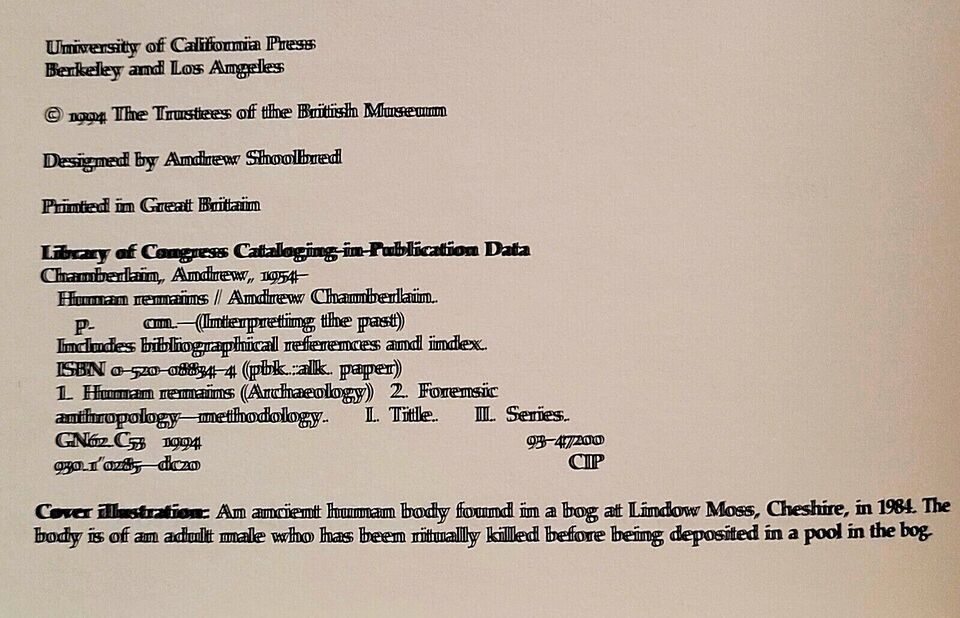 University of California Press
Berkeley and Los Angeles
© 1994 The Trustees of the British Museum
Designed by Andrew Shoolbred
Printed in Great Britain
Library of Congress Cataloging-in-Publication Data
Chamberlain, Andrew, 1954–
Human remains / Andrew Chamberlain.
p. cm.—(Interpreting the past)
Includes bibliographical references and index.
ISBN 0-520-08834-4 (pbk.:alk. paper)
1. Human remains (Archaeology) 2. Forensic
anthropology—methodology. I. Title. II. Series.
GN62.C53 1994 93-47200
930.1'0285—dc20 CIP
Cover illustration: An ancient human body found in a bog at Lindow Moss, Cheshire, in 1984. The
body is of an adult male who has been ritually killed before being deposited in a pool in the bog.